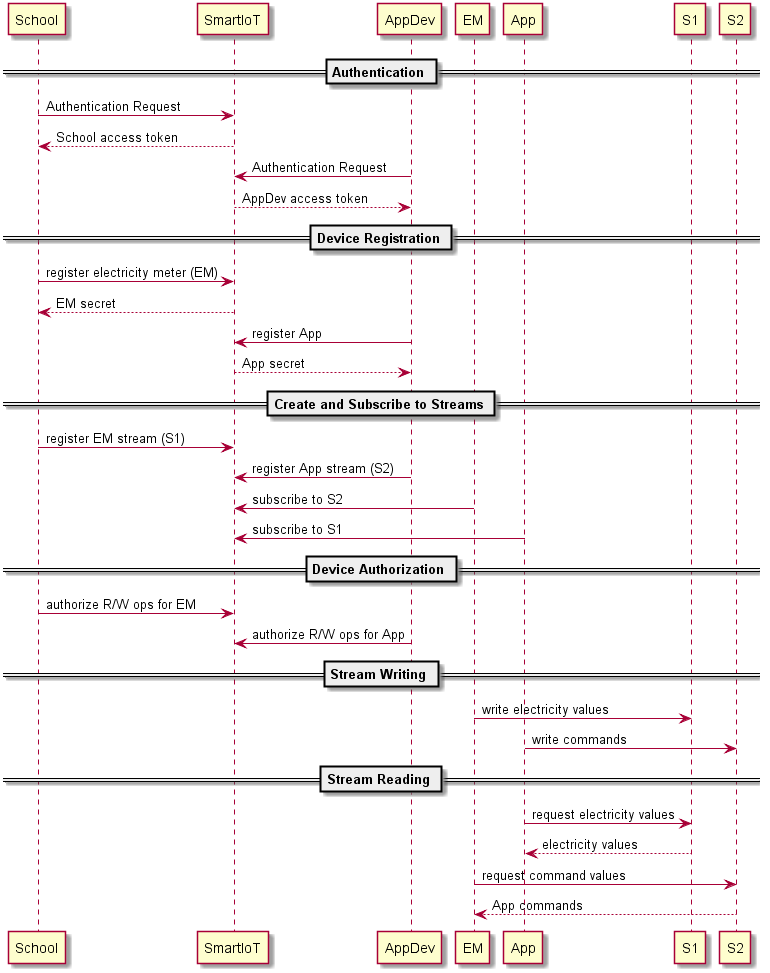 School SmartIoT AppDev EM App S1 S2
Authentication
Authentication Request
School access token
Authentication Request
AppDev access token
Device Registration
register electricity meter (EM)
EM secret
register App
App secret
Create and Subscribe to Streams
register EM stream (S1)
register App stream (S2)
subscribe to S2
subscribe to S1
Device Authorization
authorize R/W ops for EM
authorize R/W ops for App
Stream Writing
write electricity values
write commands
Stream Reading
request electricity values
electricity values
request command values
App commands
School SmartIoT AppDev EM App S1 S2